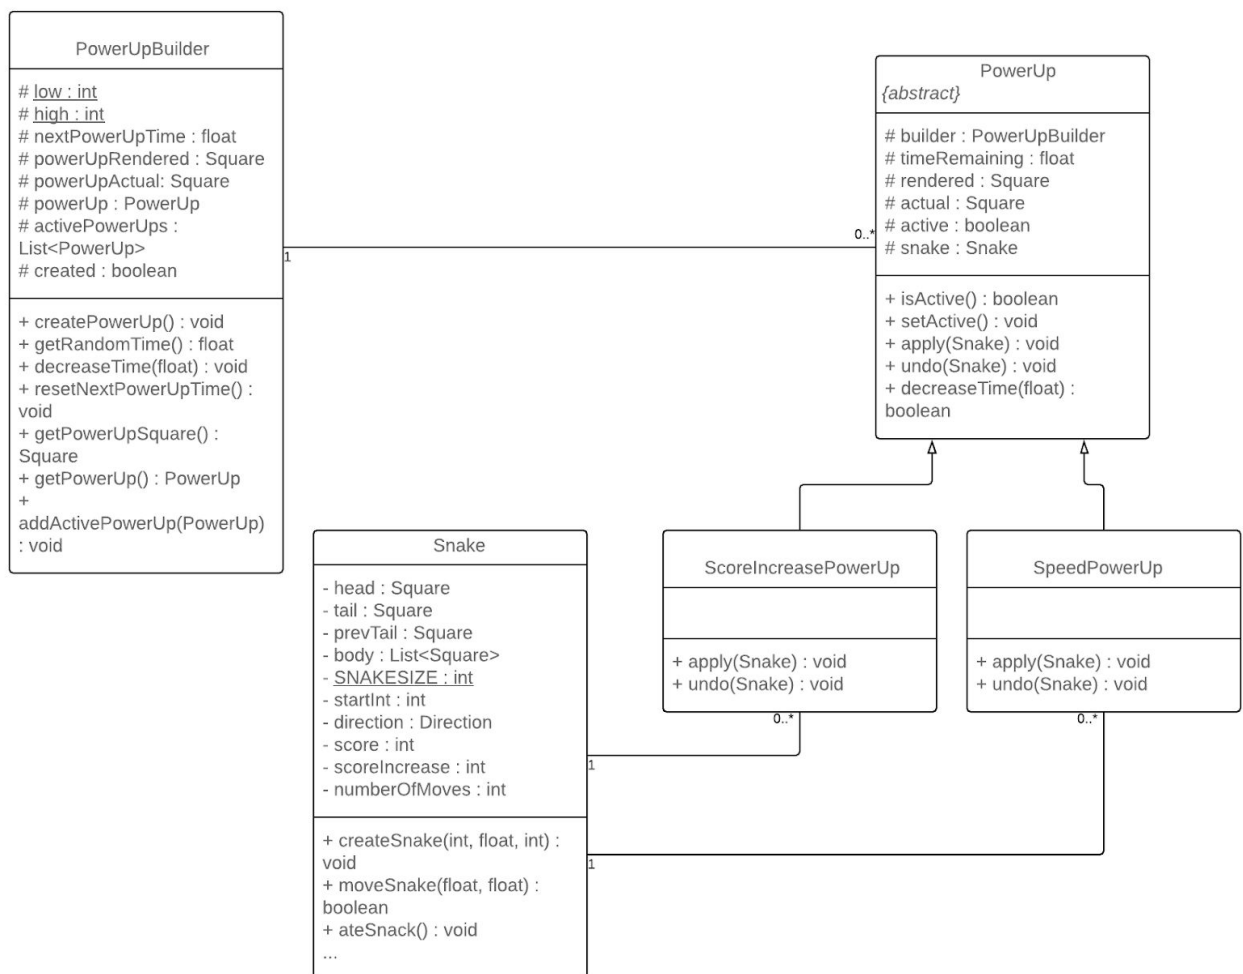 PowerUpBuilder
# low : int
# high : int
# nextPowerUpTime : float
# powerUpRendered : Square
# powerUpActual: Square
# powerUp : PowerUp
# activePowerUps :
List<PowerUp>
# created : boolean
+ createPowerUp() : void
+ getRandomTime() : float
+ decreaseTime(float) : void
+ resetNextPowerUpTime() :
void
+ getPowerUpSquare() :
Square
+ getPowerUp() : PowerUp
+
addActivePowerUp(PowerUp)
: void
1
0..*
PowerUp
{abstract}
# builder : PowerUpBuilder
# timeRemaining : float
# rendered : Square
# actual : Square
# active : boolean
# snake : Snake
+ isActive() : boolean
+ setActive() : void
+ apply(Snake) : void
+ undo(Snake) : void
+ decreaseTime(float) :
boolean
Snake
- head : Square
- tail : Square
- prevTail : Square
- body : List<Square>
- SNAKESIZE : int
- startInt : int
- direction : Direction
- score : int
- scoreIncrease : int
- numberOfMoves : int
+ createSnake(int, float, int) :
void
+ moveSnake(float, float) :
boolean
+ ateSnack() : void
...
ScoreIncreasePowerUp
+ apply(Snake) : void
+ undo(Snake) : void
0..*
1
SpeedPowerUp
+ apply(Snake) : void
+ undo(Snake) : void
0..*
1